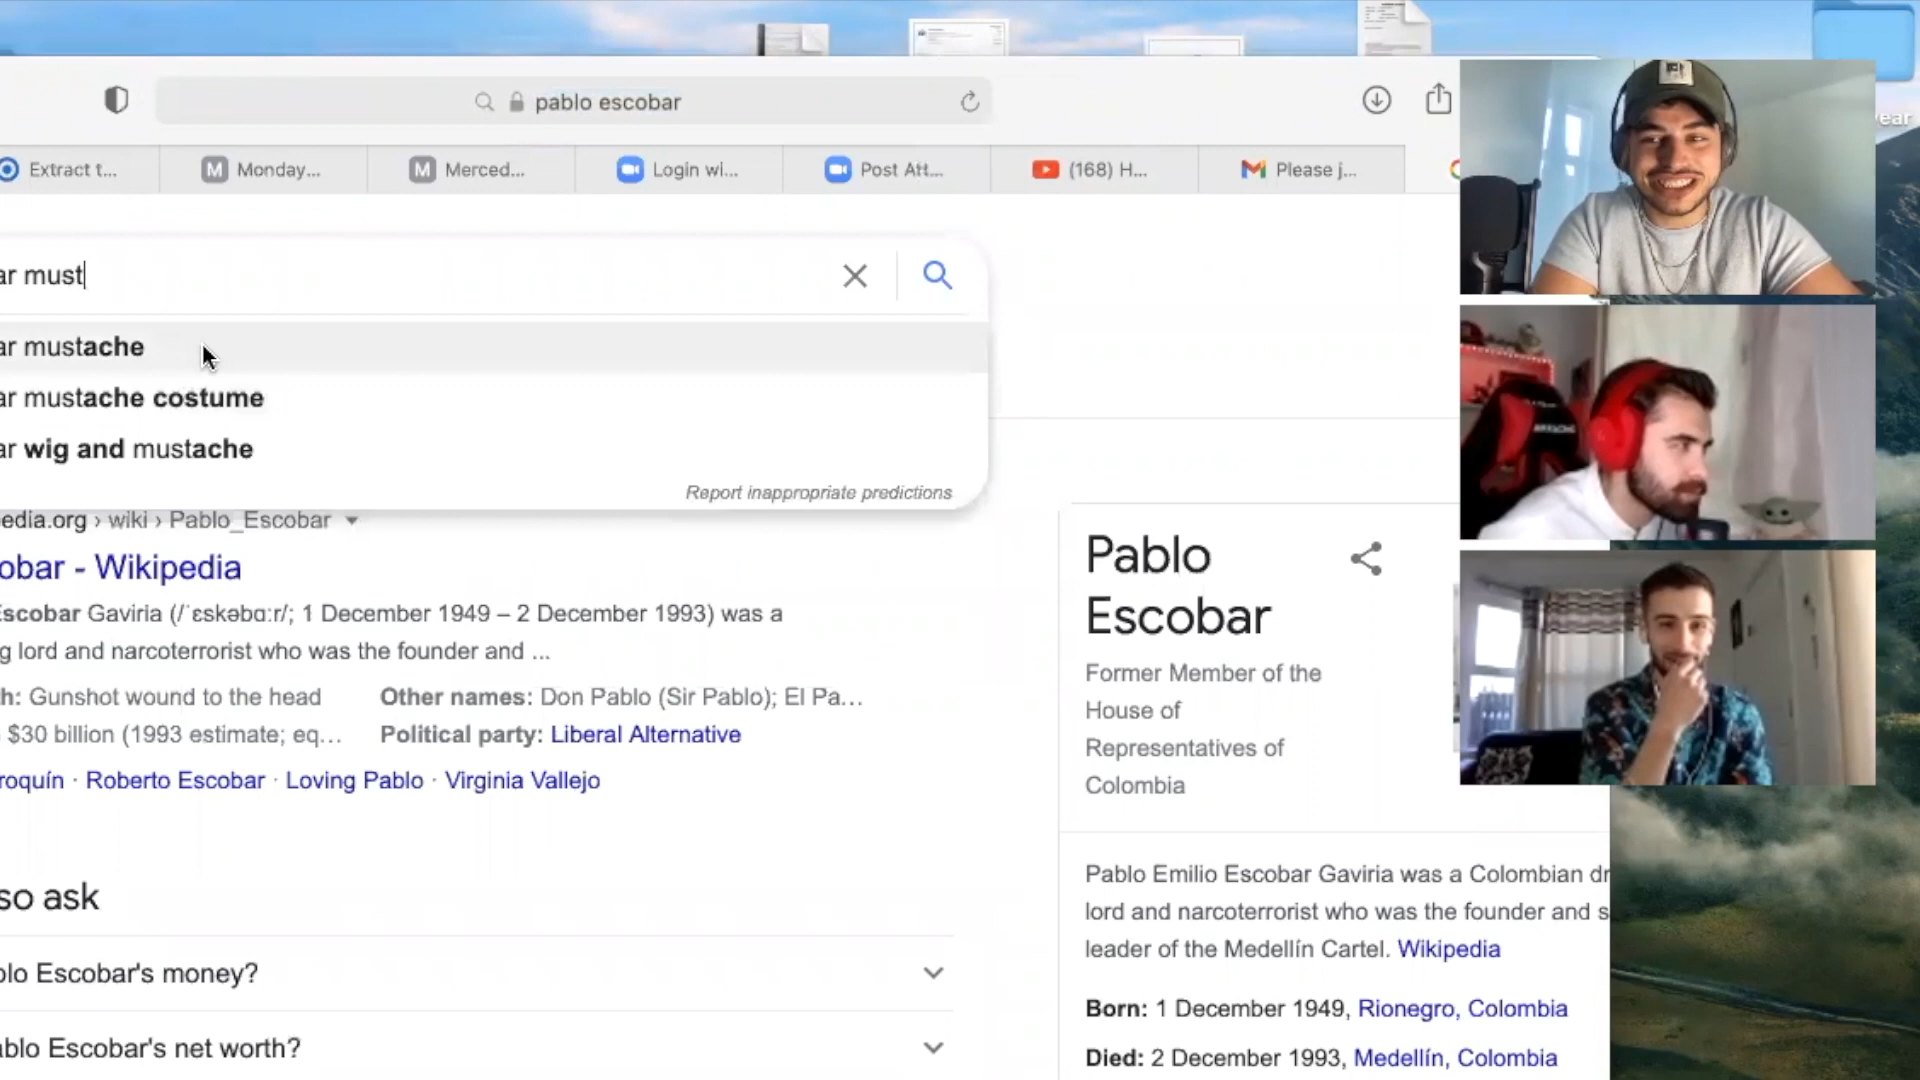 pablo escobar
ear
Extract t...
Monday...
Merced...
Login wi...
Post Att...
(168) H...
Please j...
ar must
ar mustache
ar mustache costume
ar wig and mustache
Report inappropriate predictions
edia.org › wiki › Pablo_Escobar
obar - Wikipedia
Escobar Gaviria (/ˈɛskəbɑːr/; 1 December 1949 – 2 December 1993) was a
g lord and narcoterrorist who was the founder and ...
h: Gunshot wound to the head
Other names: Don Pablo (Sir Pablo); El Pa...
$30 billion (1993 estimate; eq...
Political party: Liberal Alternative
roquín · Roberto Escobar · Loving Pablo · Virginia Vallejo
so ask
blo Escobar's money?
ablo Escobar's net worth?
Pablo
Escobar
Former Member of the
House of
Representatives of
Colombia
Pablo Emilio Escobar Gaviria was a Colombian dr
lord and narcoterrorist who was the founder and s
leader of the Medellín Cartel. Wikipedia
Born: 1 December 1949, Rionegro, Colombia
Died: 2 December 1993, Medellín, Colombia